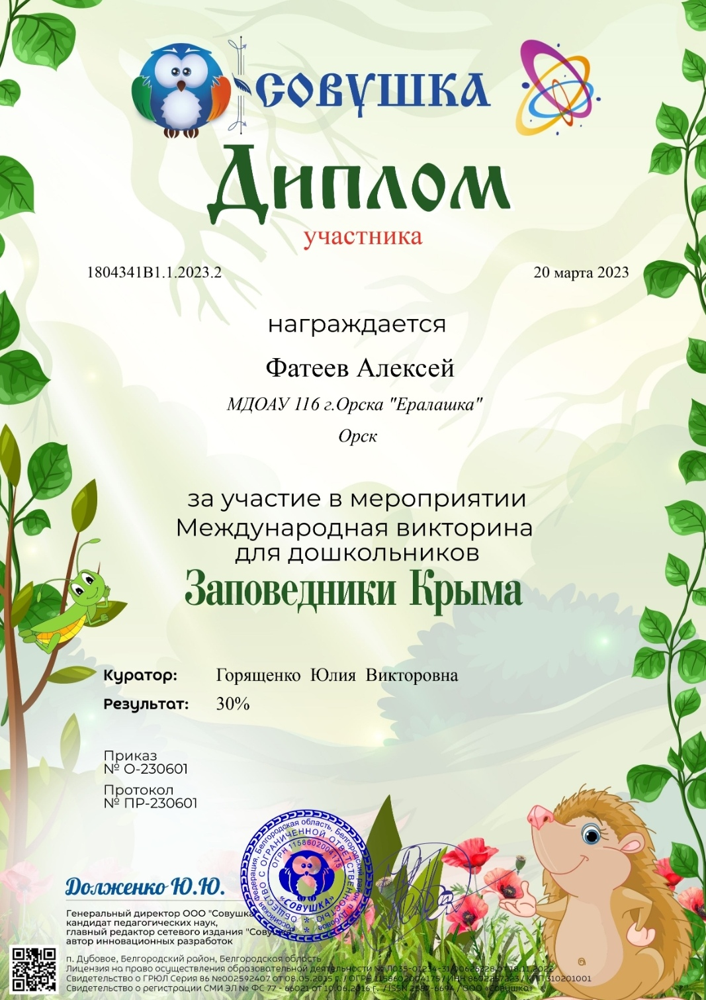 СОВУШКА
Диплом
участника
1804341В1.1.2023.2
20 марта 2023
награждается
Фатеев Алексей
МДОАУ 116 г.Орска "Ералашка"
Орск
за участие в мероприятии
Международная викторина
для дошкольников
Заповедники Крыма
Куратор: Горященко Юлия Викторовна
Результат: 30%
Приказ
№ О-230601
Протокол
№ ПР-230601
Российская Федерация, Белгородская область, Белгородский район, п. Дубовое
ОБЩЕСТВО С ОГРАНИЧЕННОЙ ОТВЕТСТВЕННОСТЬЮ
ОГРН 1158602004175
«СОВУШКА»
Долженко Ю.Ю.
Генеральный директор ООО "Совушка
кандидат педагогических наук,
главный редактор сетевого издания "Совушка
автор инновационных разработок
п. Дубовое, Белгородский район, Белгородская область
Лицензия на право осуществления образовательной деятельности № Л035-01234-31/00626328 от 18.11.2022
Свидетельство о ГРЮЛ Серия 86 №002592407 от 08.05.2015 г. / ОГРН 1158602004175 / ИНН 8602257323 / КПП 310201001
Свидетельство о регистрации СМИ ЭЛ № ФС 77 - 66021 от 10.06.2016 г. / ISSN 2587-6694 / ООО «Совушка»